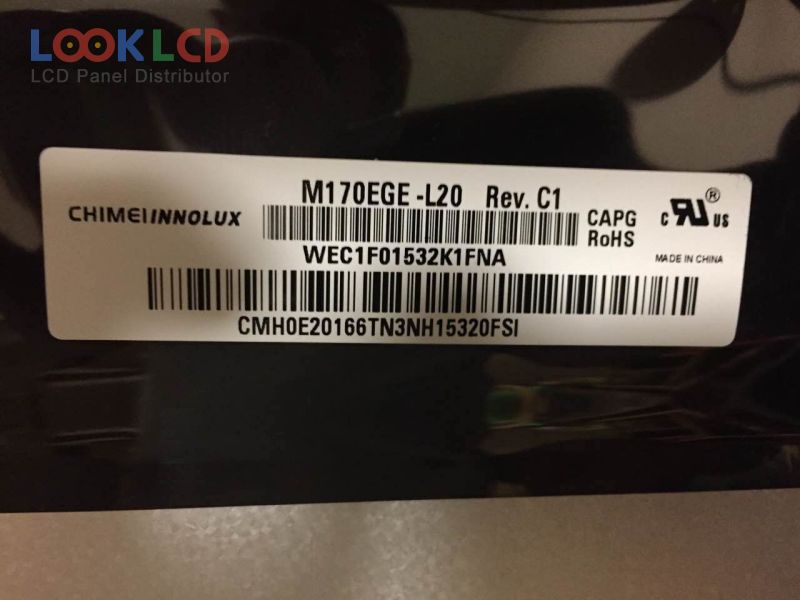 LOOKLCD
LCD Panel Distributor
M170EGE -L20 Rev. C1
CHIMEI INNOLUX
CAPG
RoHS
C UL ® US
WEC1F01532K1FNA
MADE IN CHINA
CMH0E20166TN3NH15320FSI